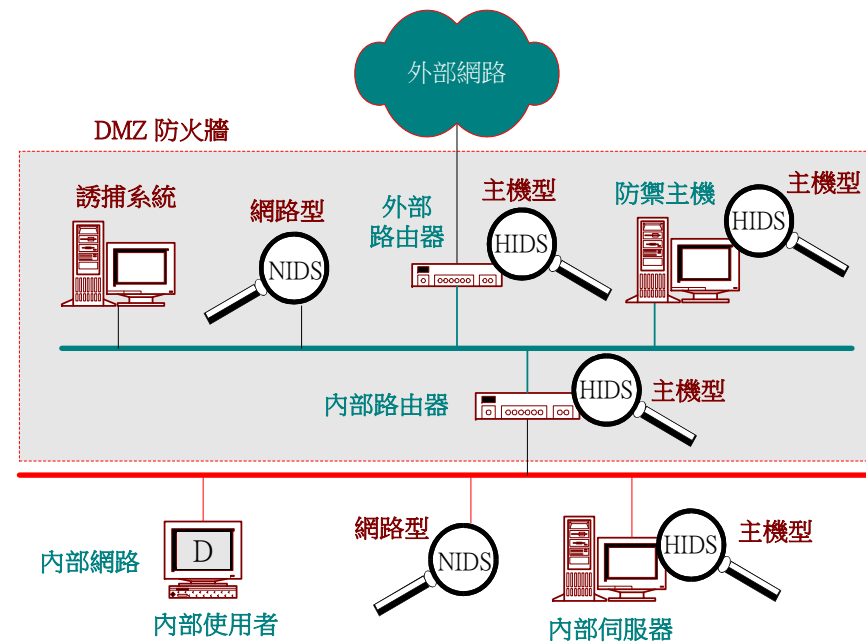 外部網路
DMZ 防火牆
誘捕系統
網路型
NIDS
外部
路由器
主機型
HIDS
防禦主機
主機型
HIDS
內部路由器
HIDS
主機型
內部網路
D
內部使用者
網路型
NIDS
HIDS
主機型
內部伺服器